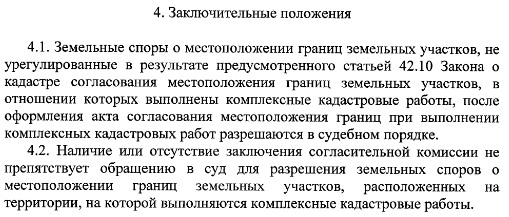 4. Заключительные положения
4.1. Земельные споры о местоположении границ земельных участков, не
урегулированные в результате предусмотренного статьей 42.10 Закона о
кадастре согласования местоположения границ земельных участков, в
отношении которых выполнены комплексные кадастровые работы, после
оформления акта согласования местоположения границ при выполнении
комплексных кадастровых работ разрешаются в судебном порядке.
4.2. Наличие или отсутствие заключения согласительной комиссии не
препятствует обращению в суд для разрешения земельных споров о
местоположении границ земельных участков, расположенных на
территории, на которой выполняются комплексные кадастровые работы.